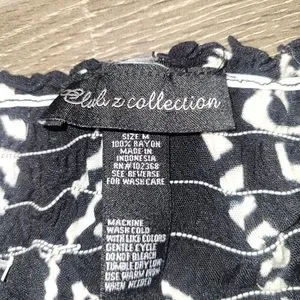 Club z collection
SIZE M
100% RAYON
MADE IN
INDONESIA
RN# 102368
SEE REVERSE
FOR WASH CARE
MACHINE
WASH COLD
WITH LIKE COLORS
GENTLE CYCLE
DO NOT BLEACH
TUMBLE DRY LOW
USE WARM IRON
WHEN NEEDED